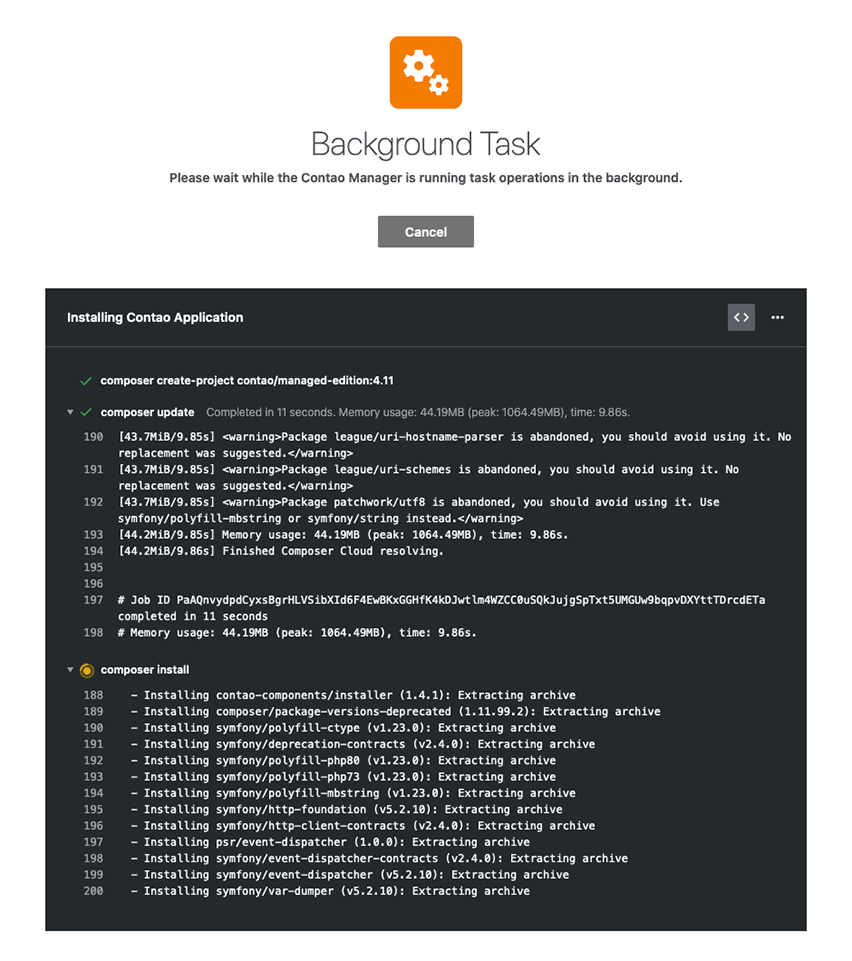 Background Task
Please wait while the Contao Manager is running task operations in the background.
Cancel
Installing Contao Application
composer create-project contao/managed-edition:4.11
composer update Completed in 11 seconds. Memory usage: 44.19MB (peak: 1064.49MB), time: 9.86s.
190 [43.7MiB/9.85s] <warning>Package league/uri-hostname-parser is abandoned, you should avoid using it. No
replacement was suggested.</warning>
191 [43.7MiB/9.85s] <warning>Package league/uri-schemes is abandoned, you should avoid using it. No
replacement was suggested.</warning>
192 [43.7MiB/9.85s] <warning>Package patchwork/utf8 is abandoned, you should avoid using it. Use
symfony/polyfill-mbstring or symfony/string instead.</warning>
193 [44.2MiB/9.85s] Memory usage: 44.19MB (peak: 1064.49MB), time: 9.86s.
194 [44.2MiB/9.86s] Finished Composer Cloud resolving.
195
196
197 # Job ID PaAQnvydpdCyxsBgrHLVSibXId6F4EwBKxGGHfK4kDJwtlm4WZCC0uSQkJujgSpTxt5UMGUw9bqpvDXYttTDrcdETa
completed in 11 seconds
198 # Memory usage: 44.19MB (peak: 1064.49MB), time: 9.86s.
composer install
188 - Installing contao-components/installer (1.4.1): Extracting archive
189 - Installing composer/package-versions-deprecated (1.11.99.2): Extracting archive
190 - Installing symfony/polyfill-ctype (v1.23.0): Extracting archive
191 - Installing symfony/deprecation-contracts (v2.4.0): Extracting archive
192 - Installing symfony/polyfill-php80 (v1.23.0): Extracting archive
193 - Installing symfony/polyfill-php73 (v1.23.0): Extracting archive
194 - Installing symfony/polyfill-mbstring (v1.23.0): Extracting archive
195 - Installing symfony/http-foundation (v5.2.10): Extracting archive
196 - Installing symfony/http-client-contracts (v2.4.0): Extracting archive
197 - Installing psr/event-dispatcher (1.0.0): Extracting archive
198 - Installing symfony/event-dispatcher-contracts (v2.4.0): Extracting archive
199 - Installing symfony/event-dispatcher (v5.2.10): Extracting archive
200 - Installing symfony/var-dumper (v5.2.10): Extracting archive